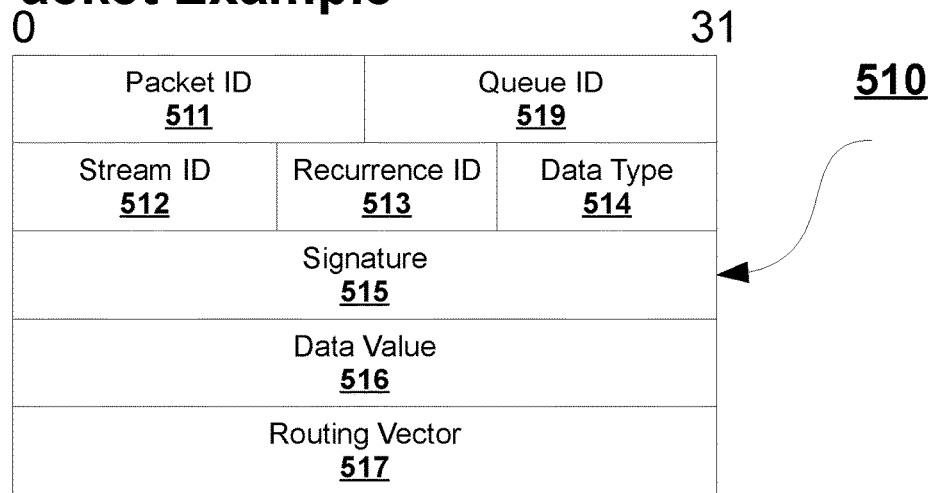 Example
0 31
510
Packet ID Queue ID
511 519
Stream ID Recurrence ID Data Type
512 513 514
Signature
515
Data Value
516
Routing Vector
517